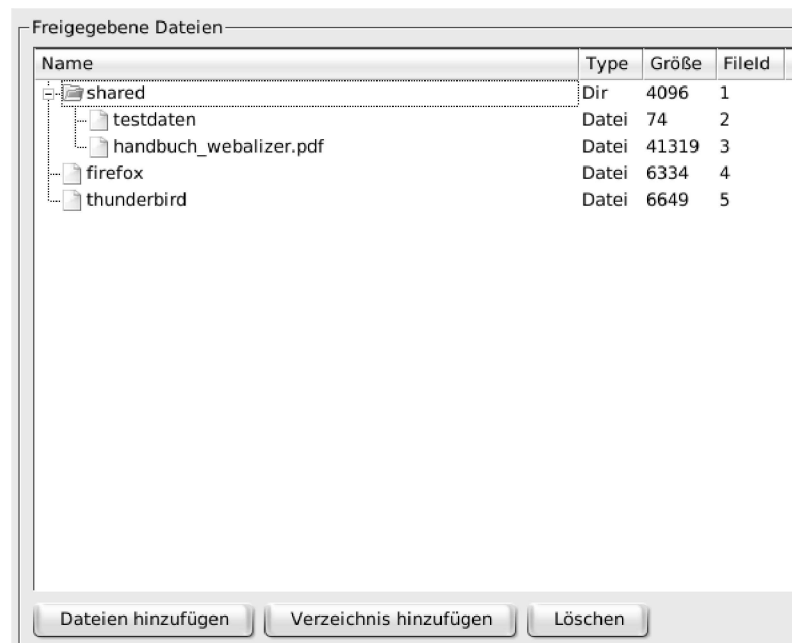 Freigegebene Dateien
Name Type Größe FileId
shared Dir 4096 1
testdaten Datei 74 2
handbuch_webalizer.pdf Datei 41319 3
firefox Datei 6334 4
thunderbird Datei 6649 5
Dateien hinzufügen Verzeichnis hinzufügen Löschen